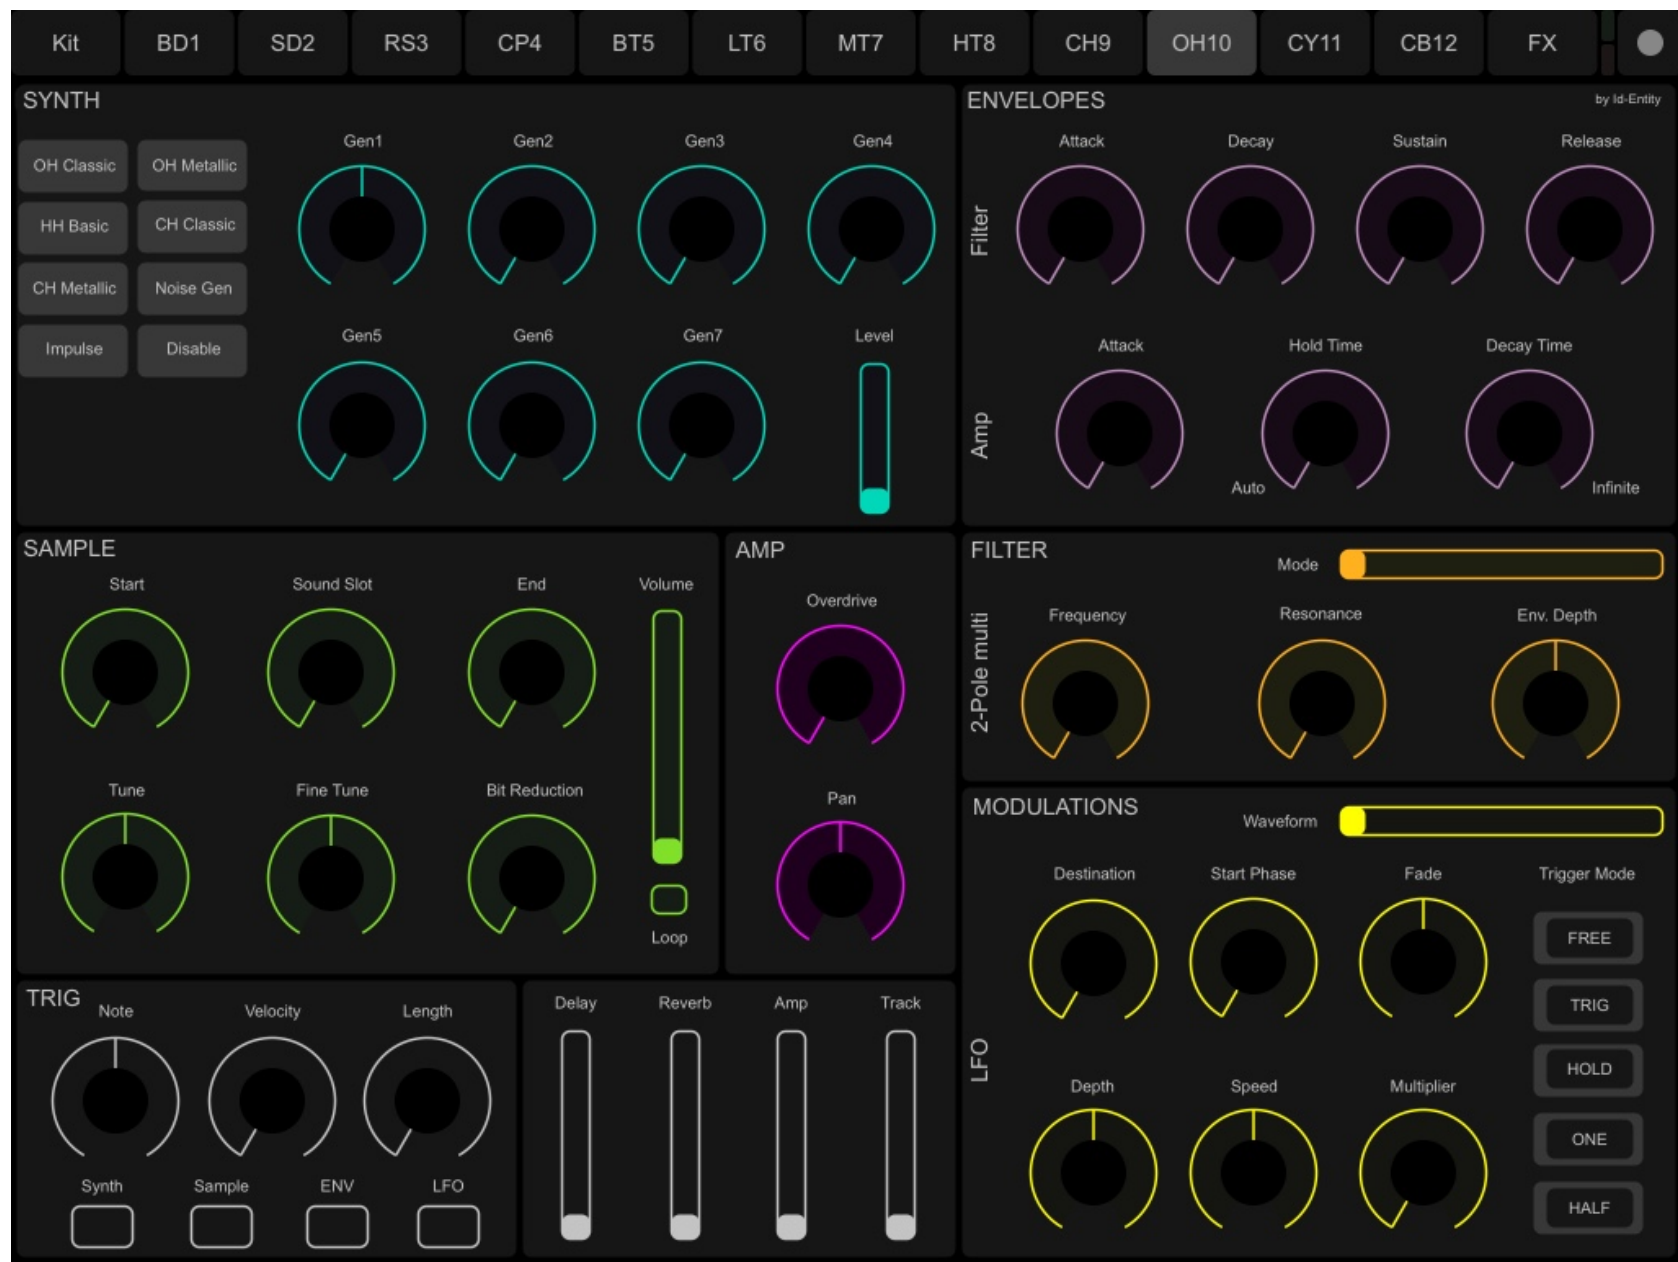 Kit BD1 SD2 RS3 CP4 BT5 LT6 MT7 HT8 CH9 OH10 CY11 CB12 FX
SYNTH
Gen1 Gen2 Gen3 Gen4
OH Classic OH Metallic
HH Basic CH Classic
CH Metallic Noise Gen
Impulse Disable
Gen5 Gen6 Gen7 Level
ENVELOPES
by Id-Entity
Attack Decay Sustain Release
Filter
Attack Hold Time Decay Time
Amp
Auto Infinite
SAMPLE
Start Sound Slot End Volume
Tune Fine Tune Bit Reduction
Loop
AMP
Overdrive
Pan
FILTER
Mode
Frequency Resonance Env. Depth
2-Pole multi
MODULATIONS
Waveform
Destination Start Phase Fade Trigger Mode
FREE
TRIG
HOLD
ONE
HALF
LFO
Depth Speed Multiplier
TRIG
Note Velocity Length
Synth Sample ENV LFO
Delay Reverb Amp Track